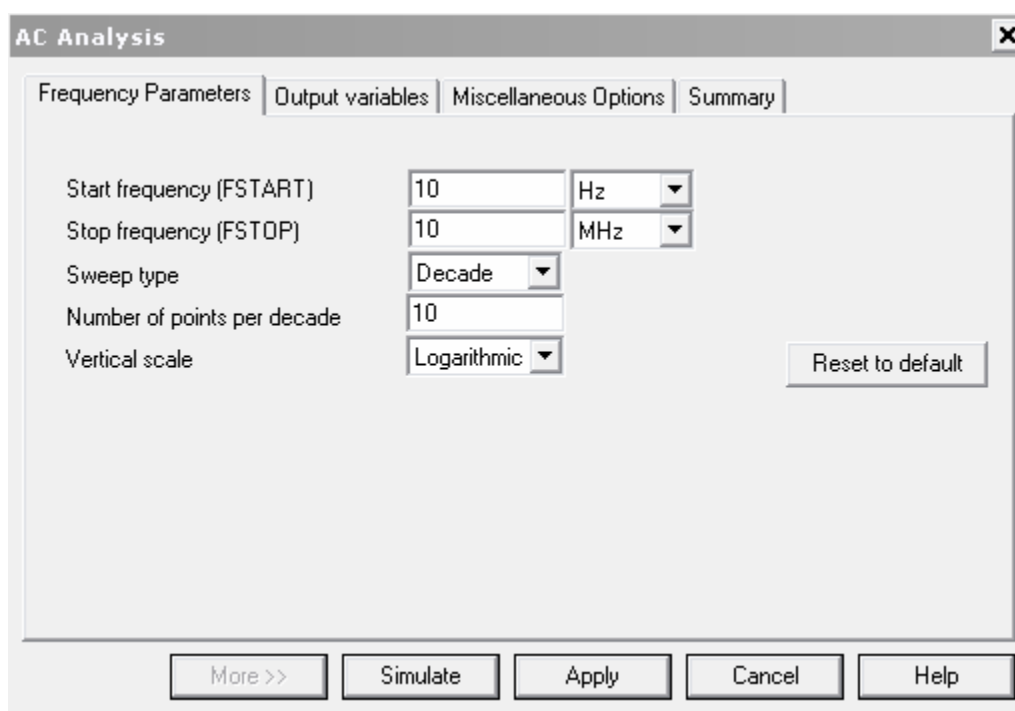 AC Analysis
Frequency Parameters Output variables Miscellaneous Options Summary
Start frequency (FSTART) 10 Hz
Stop frequency (FSTOP) 10 MHz
Sweep type Decade
Number of points per decade 10
Vertical scale Logarithmic
Reset to default
More >> Simulate Apply Cancel Help